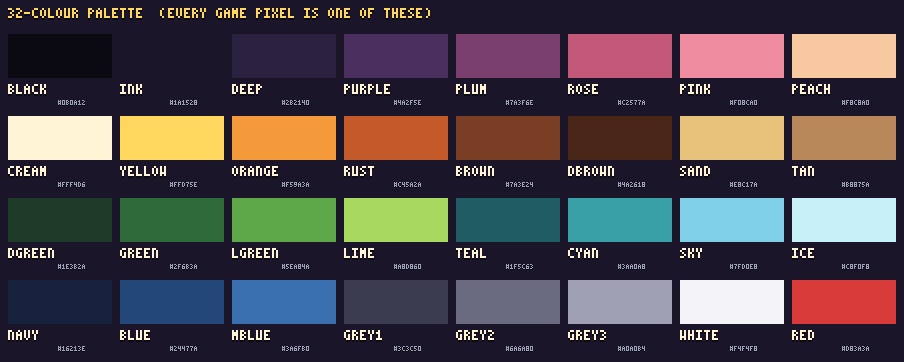 32-COLOUR PALETTE (EVERY GAME PIXEL IS ONE OF THESE)
BLACK INK DEEP PURPLE PLUM ROSE PINK PEACH
#0B0A12 #1A1528 #2B2140 #4A2F5E #7A3F6E #C2577A #F08CA0 #F8C8A0
CREAM YELLOW ORANGE RUST BROWN DBROWN SAND TAN
#FFF4D6 #FFD75E #F59A3A #C45A2A #7A3E24 #4A2618 #E8C17A #B8875A
DGREEN GREEN LGREEN LIME TEAL CYAN SKY ICE
#1E3B2A #2F6B3A #5EA84A #A8D860 #1F5C63 #3AA0A8 #7FD0E8 #C8F0F8
NAVY BLUE MBLUE GREY1 GREY2 GREY3 WHITE RED
#16213E #24477A #3A6FB0 #3C3C50 #6A6A80 #A0A0B4 #F4F4F8 #D83A3A